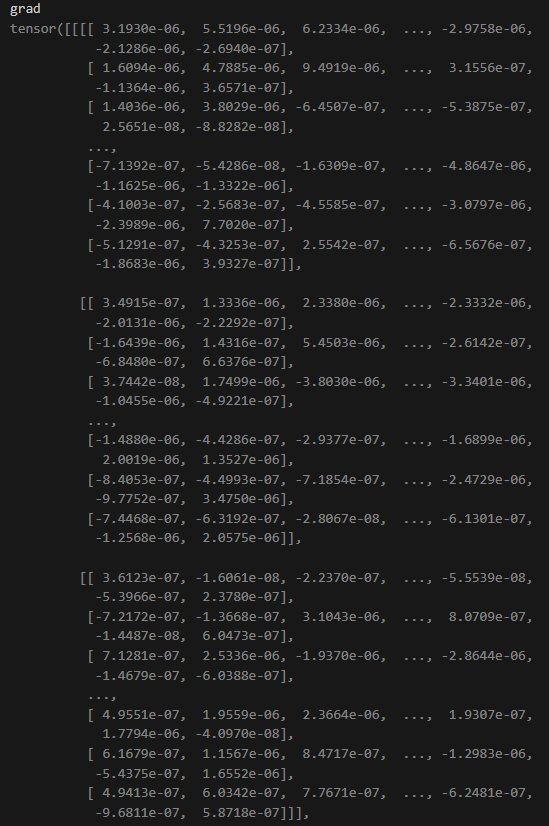 grad
tensor([[[[ 3.1930e-06,  5.5196e-06,  6.2334e-06,  ..., -2.9758e-06,
           -2.1286e-06, -2.6940e-07],
          [ 1.6094e-06,  4.7885e-06,  9.4919e-06,  ...,  3.1556e-07,
           -1.1364e-06,  3.6571e-07],
          [ 1.4036e-06,  3.8029e-06, -6.4507e-07,  ..., -5.3875e-07,
            2.5651e-08, -8.8282e-08],
          ...,
          [-7.1392e-07, -5.4286e-08, -1.6309e-07,  ..., -4.8647e-06,
           -1.1625e-06, -1.3322e-06],
          [-4.1003e-07, -2.5683e-07, -4.5585e-07,  ..., -3.0797e-06,
           -2.3989e-06,  7.7020e-07],
          [-5.1291e-07, -4.3253e-07,  2.5542e-07,  ..., -6.5676e-07,
           -1.8683e-06,  3.9327e-07]],

         [[ 3.4915e-07,  1.3336e-06,  2.3380e-06,  ..., -2.3332e-06,
           -2.0131e-06, -2.2292e-07],
          [-1.6439e-06,  1.4316e-07,  5.4503e-06,  ..., -2.6142e-07,
           -6.8480e-07,  6.6376e-07],
          [ 3.7442e-08,  1.7499e-06, -3.8030e-06,  ..., -3.3401e-06,
           -1.0455e-06, -4.9221e-07],
          ...,
          [-1.4880e-06, -4.4286e-07, -2.9377e-07,  ..., -1.6899e-06,
            2.0019e-06,  1.3527e-06],
          [-8.4053e-07, -4.4993e-07, -7.1854e-07,  ..., -2.4729e-06,
           -9.7752e-07,  3.4750e-06],
          [-7.4468e-07, -6.3192e-07, -2.8067e-08,  ..., -6.1301e-07,
           -1.2568e-06,  2.0575e-06]],

         [[ 3.6123e-07, -1.6061e-08, -2.2370e-07,  ..., -5.5539e-08,
           -5.3966e-07,  2.3780e-07],
          [-7.2172e-07, -1.3668e-07,  3.1043e-06,  ...,  8.0709e-07,
           -1.4487e-08,  6.0473e-07],
          [ 7.1281e-07,  2.5336e-06, -1.9370e-06,  ..., -2.8644e-06,
           -1.4679e-07, -6.0388e-07],
          ...,
          [ 4.9551e-07,  1.9559e-06,  2.3664e-06,  ...,  1.9307e-07,
            1.7794e-06, -4.0970e-08],
          [ 6.1679e-07,  1.1567e-06,  8.4717e-07,  ..., -1.2983e-06,
           -5.4375e-07,  1.6552e-06],
          [ 4.9413e-07,  6.0342e-07,  7.7671e-07,  ..., -6.2481e-07,
           -9.6811e-07,  5.8718e-07]]],